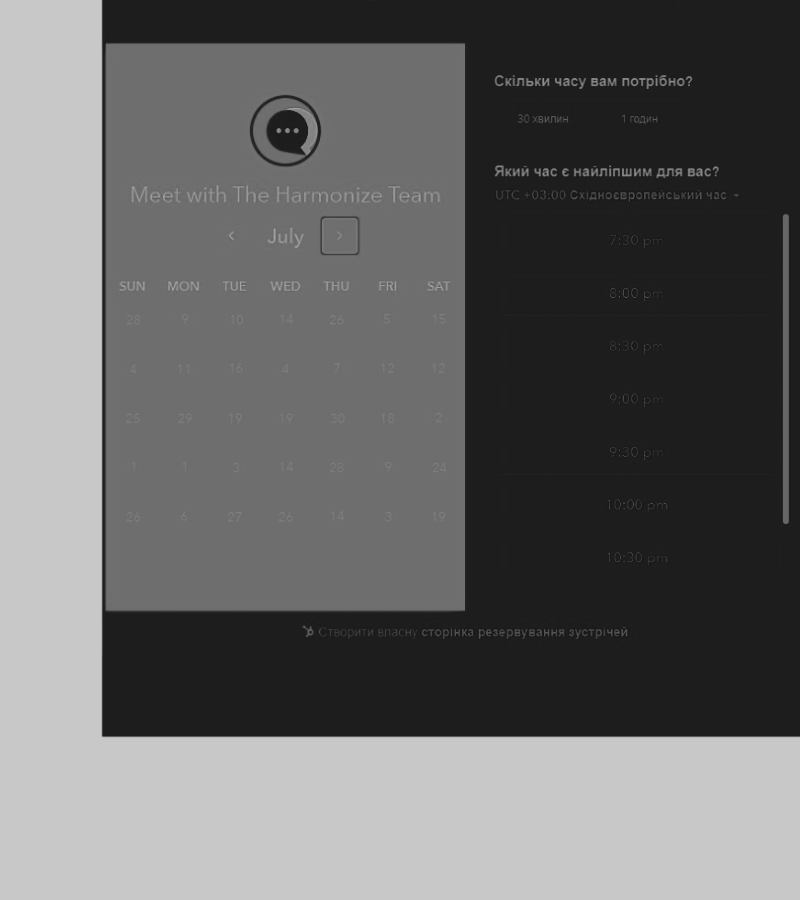 Meet with The Harmonize Team
July
SUN MON TUE WED THU FRI SAT
28 9 10 14 26 5 15
4 11 16 4 7 12 12
25 29 19 19 30 18 2
1 1 3 14 28 9 24
26 6 27 26 14 3 19
Скільки часу вам потрібно?
30 хвилин 1 годин
Який час є найліпшим для вас?
UTC +03:00 Східноєвропейський час
7:30 pm
8:00 pm
8:30 pm
9:00 pm
9:30 pm
10:00 pm
10:30 pm
Створити власну сторінка резервування зустрічей